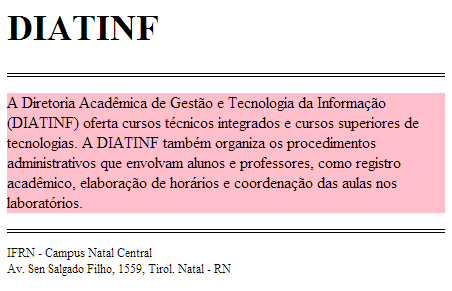 DIATINF
A Diretoria Acadêmica de Gestão e Tecnologia da Informação
(DIATINF) oferta cursos técnicos integrados e cursos superiores de
tecnologias. A DIATINF também organiza os procedimentos
administrativos que envolvam alunos e professores, como registro
acadêmico, elaboração de horários e coordenação das aulas nos
laboratórios.
IFRN - Campus Natal Central
Av. Sen Salgado Filho, 1559, Tirol. Natal - RN